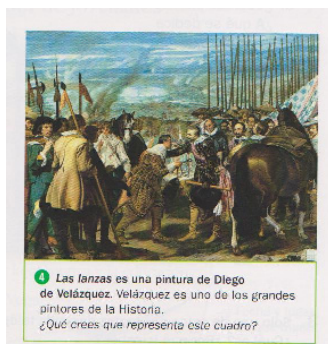 4 Las lanzas es una pintura de Diego
de Velázquez. Velázquez es uno de los grandes
pintores de la Historia.
¿Qué crees que representa este cuadro?